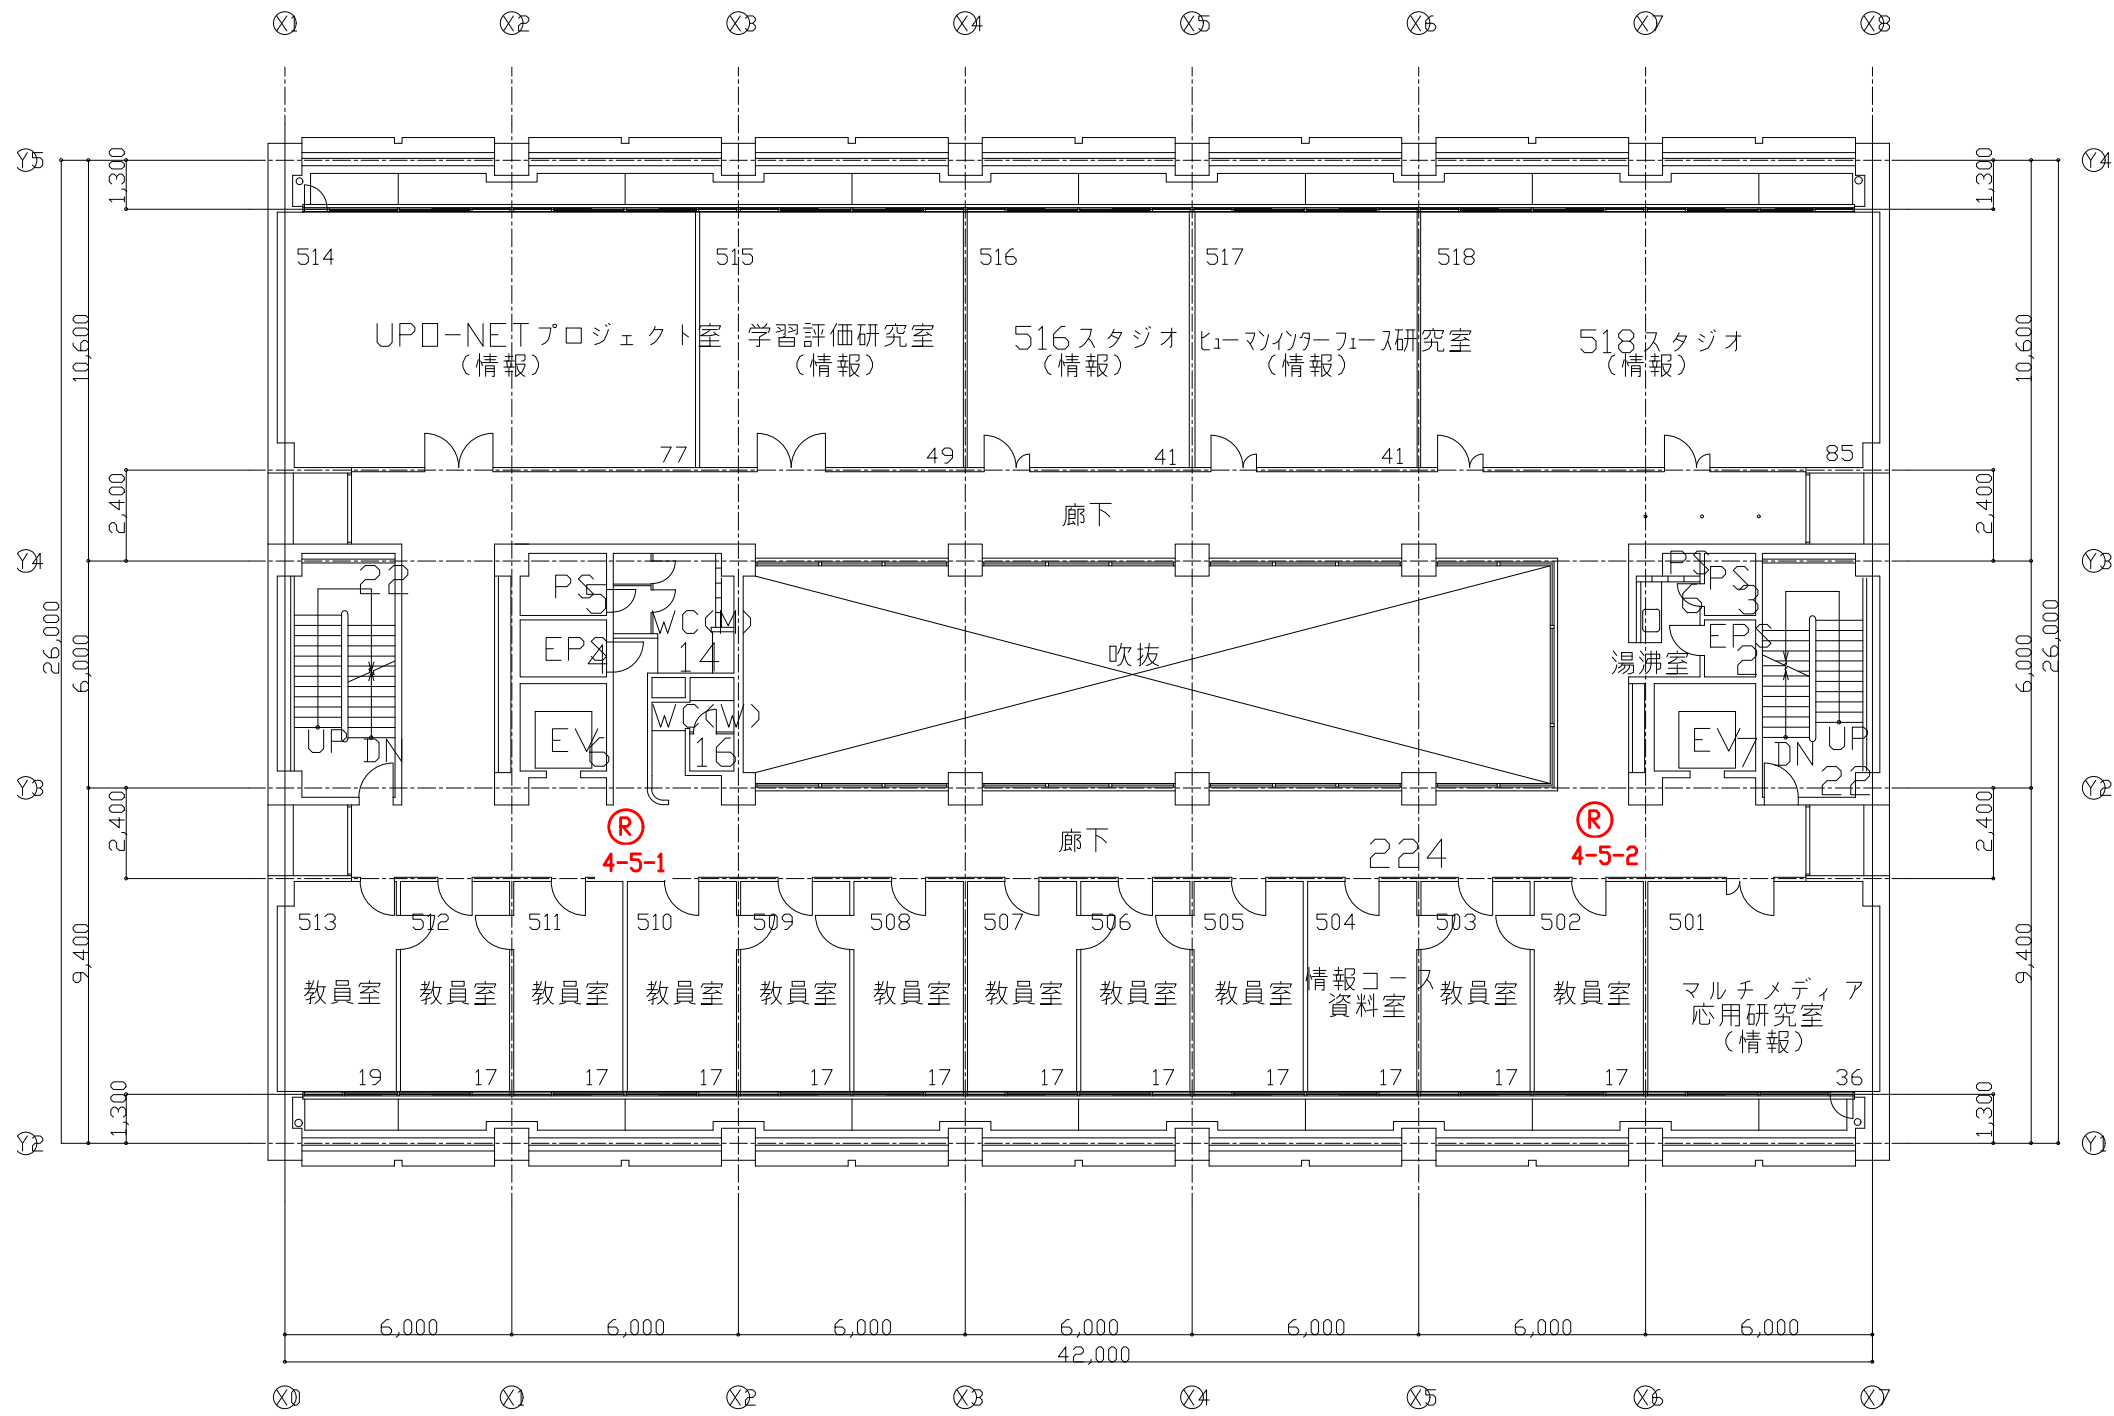 X1 X2 X3 X4 X5 X6 X7 X8
Y5 1,300 1,300 Y4
514 515 516 517 518
UPO-NETプロジェクト室 学習評価研究室 516スタジオ ヒューマンインターフェース研究室 518スタジオ
(情報) (情報) (情報) (情報) (情報)
10,600 10,600
77 49 41 41 85
2,400 廊下 2,400
Y4 Y3
22 PS 5 WC(M) PS 6 PS 3
26,000 6,000 EPS 4 14 吹抜 湯沸室 EPS 2 6,000 26,000
WC(W)
UP DN EV 6 16 EV 7 DN UP
22
Y3 Y2
2,400 廊下 224 2,400
R R
4-5-1 4-5-2
513 512 511 510 509 508 507 506 505 504 503 502 501
9,400 9,400
教員室 教員室 教員室 教員室 教員室 教員室 教員室 教員室 教員室 情報コース 教員室 教員室 マルチメディア
資料室 応用研究室
(情報)
19 17 17 17 17 17 17 17 17 17 17 17 36
1,300 1,300
Y2 Y1
6,000 6,000 6,000 6,000 6,000 6,000 6,000
42,000
X0 X1 X2 X3 X4 X5 X6 X7